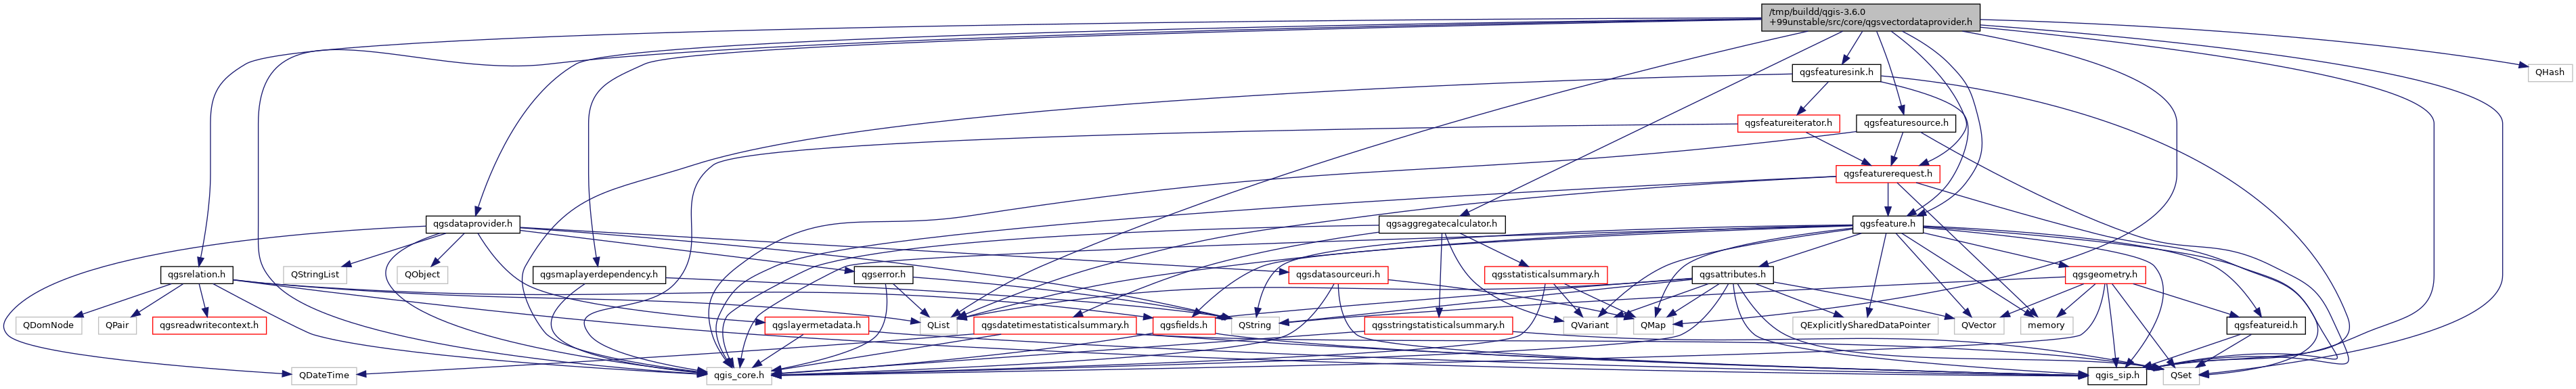 /tmp/buildd/qgis-3.6.0
+99unstable/src/core/qgsvectordataprovider.h
qgsfeaturesink.h
QHash
qgsfeatureiterator.h
qgsfeaturesource.h
qgsfeaturerequest.h
qgsdataprovider.h
qgsaggregatecalculator.h
qgsfeature.h
qgsrelation.h
QStringList
QObject
qgsmaplayerdependency.h
qgserror.h
qgsdatasourceuri.h
qgsstatisticalsummary.h
qgsattributes.h
qgsgeometry.h
QDomNode
QPair
qgsreadwritecontext.h
qgslayermetadata.h
QList
qgsdatetimestatisticalsummary.h
qgsfields.h
QString
QMap
qgsstringstatisticalsummary.h
QVariant
QExplicitlySharedDataPointer
QVector
memory
qgsfeatureid.h
QDateTime
qgis_core.h
qgis_sip.h
QSet